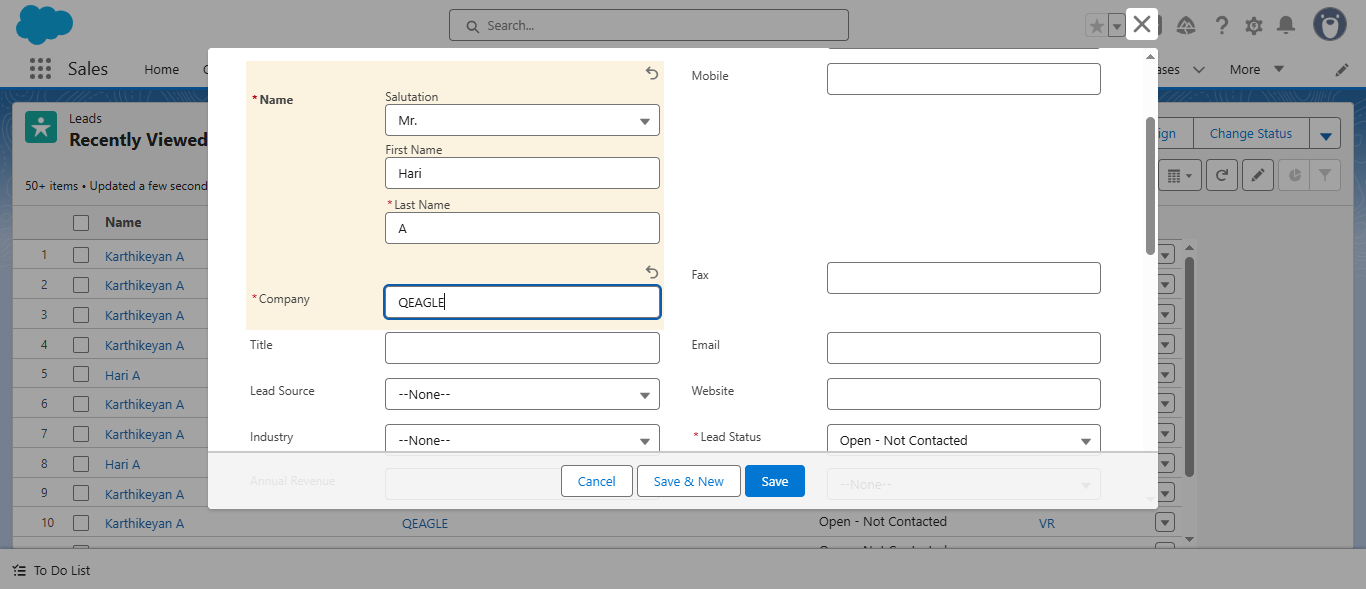 Search...
Sales
Home
ases
More
Leads
Recently Viewed
50+ items • Updated a few second
ign
Change Status
Name
1 Karthikeyan A
2 Karthikeyan A
3 Karthikeyan A
4 Karthikeyan A
5 Hari A
6 Karthikeyan A
7 Karthikeyan A
8 Hari A
9 Karthikeyan A
10 Karthikeyan A QEAGLE Open - Not Contacted VR
* Name
Salutation
Mr.
First Name
Hari
* Last Name
A
* Company
QEAGLE
Title
Lead Source
--None--
Industry
--None--
Annual Revenue
Mobile
Fax
Email
Website
* Lead Status
Open - Not Contacted
--None--
Cancel
Save & New
Save
To Do List